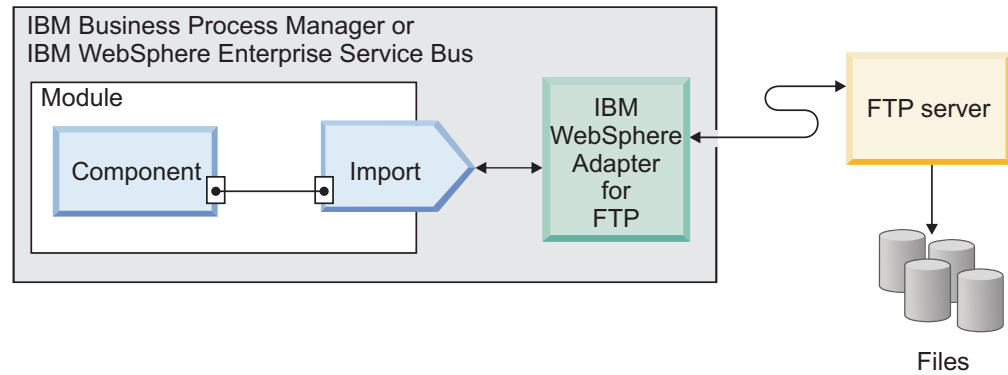 IBM Business Process Manager or
IBM WebSphere Enterprise Service Bus
Module
Component
Import
IBM
WebSphere
Adapter
for
FTP
FTP server
Files